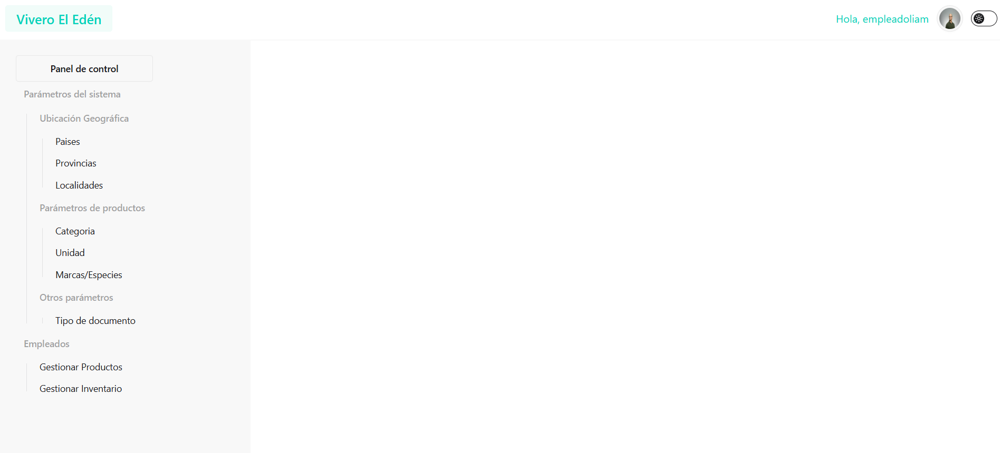 Vivero El Edén
Hola, empleadoliam
Panel de control
Parámetros del sistema
Ubicación Geográfica
Paises
Provincias
Localidades
Parámetros de productos
Categoria
Unidad
Marcas/Especies
Otros parámetros
Tipo de documento
Empleados
Gestionar Productos
Gestionar Inventario